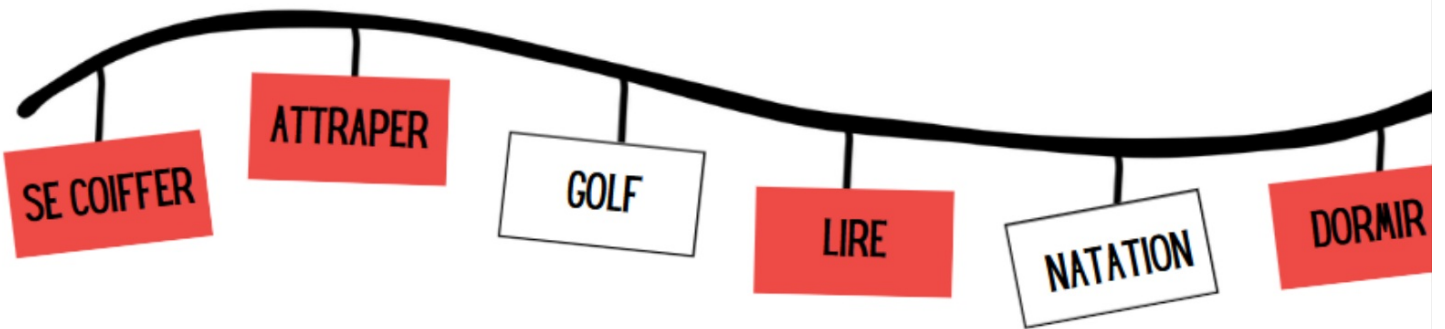 SE COIFFER
ATTRAPER
GOLF
LIRE
NATATION
DORMIR